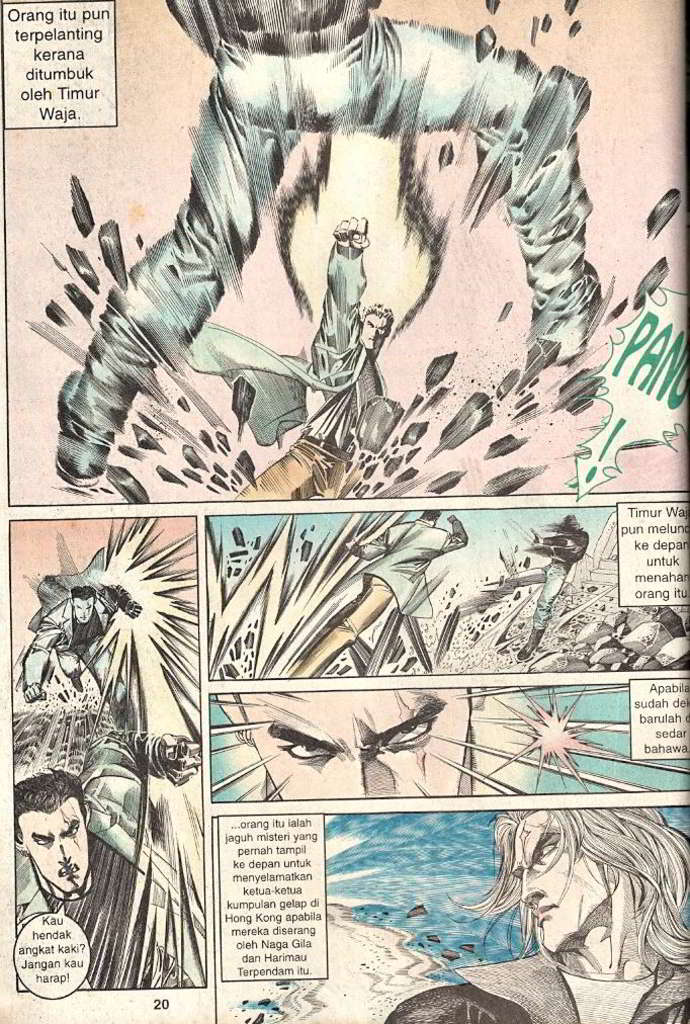 Orang itu pun
terpelanting
kerana
ditumbuk
oleh Timur
Waja.
!
Timur
pun
ke depan
untuk
orang itu
Kau
hendak
angkat kaki?
Jangan kau
harap!
sudah
barulah
sedar
bahawa
...orang itu ialah
jaguh misteri yang
pernah tampil
ke depan untuk
menyelamatkan
ketua-ketua
kumpulan gelap di
Hong Kong apabila
mereka diserang
oleh Naga Gila
dan Harimau
Terpendam itu.
20